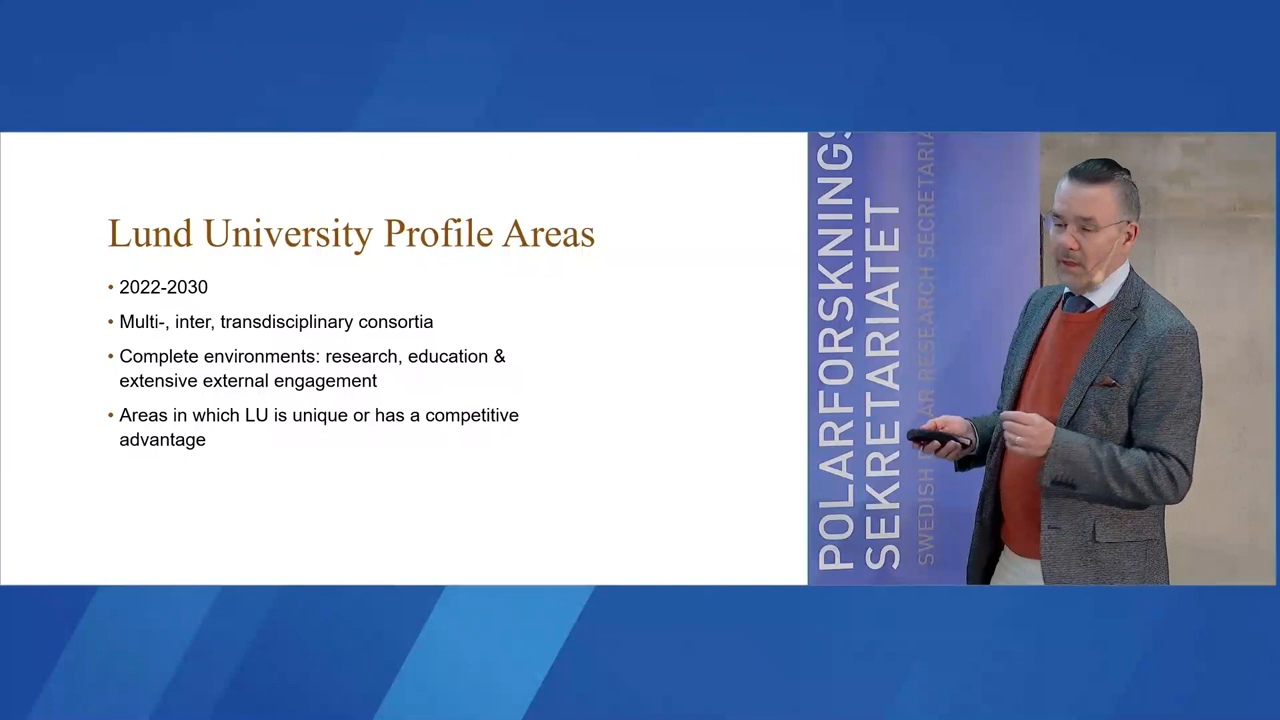 Lund University Profile Areas
• 2022-2030
• Multi-, inter, transdisciplinary consortia
• Complete environments: research, education &
extensive external engagement
• Areas in which LU is unique or has a competitive
advantage
POLARFORSKNINGS
SEKRETARIATET
SWEDISH POLAR RESEARCH SECRETARIA